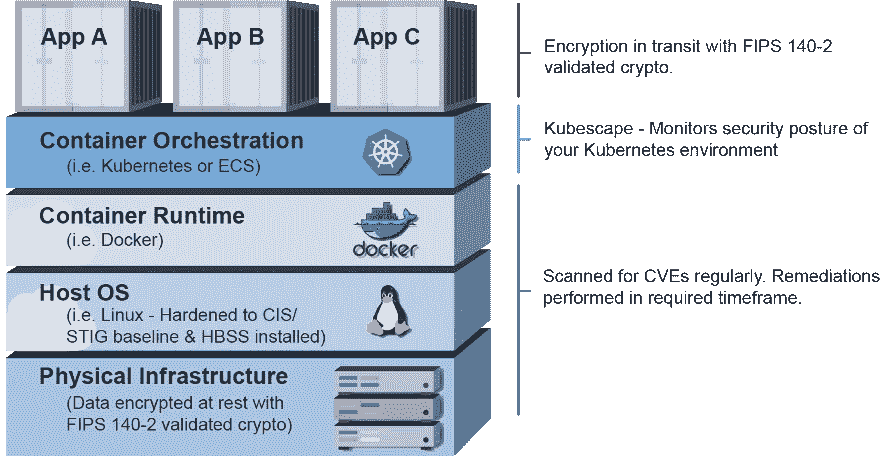 App A
App B
App C
Encryption in transit with FIPS 140-2
validated crypto.
Container Orchestration
(i.e. Kubernetes or ECS)
Kubescape - Monitors security posture of
your Kubernetes environment
Container Runtime
(i.e. Docker)
docker
Host OS
(i.e. Linux - Hardened to CIS/
STIG baseline & HBSS installed)
Scanned for CVEs regularly. Remediations
performed in required timeframe.
Physical Infrastructure
(Data encrypted at rest with
FIPS 140-2 validated crypto)